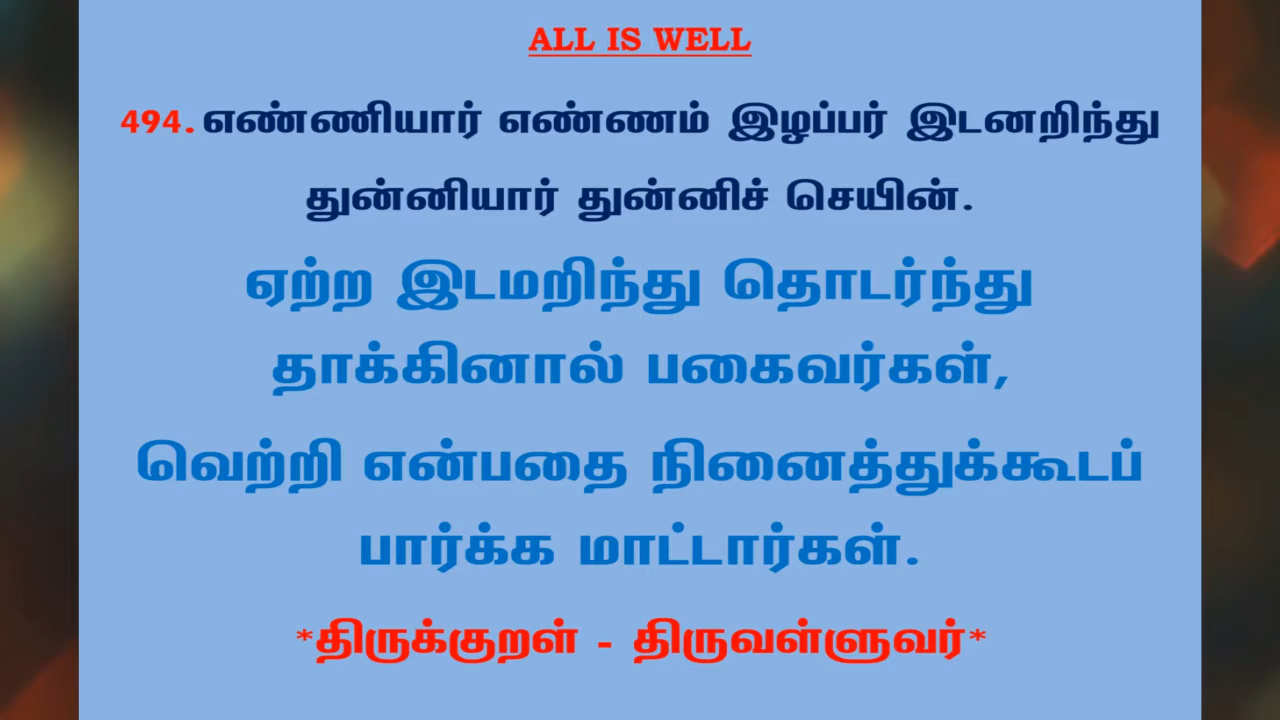 ALL IS WELL
494. எண்ணியார் எண்ணம் இழப்பர் இடனறிந்து
துன்னியார் துன்னிச் செயின்.
ஏற்ற இடமறிந்து தொடர்ந்து
தாக்கினால் பகைவர்கள்,
வெற்றி என்பதை நினைத்துக்கூடப்
பார்க்க மாட்டார்கள்.
*திருக்குறள் - திருவள்ளுவர்*